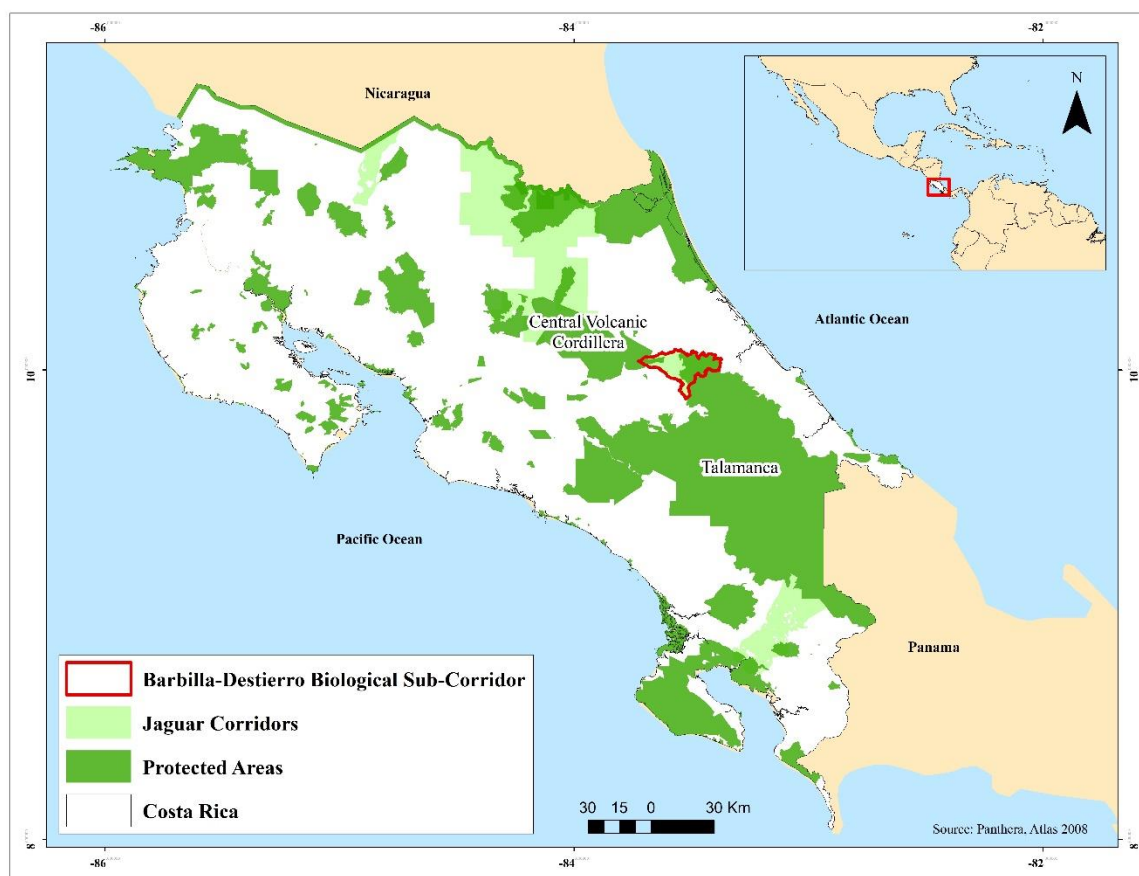 -86
-84
-82
Nicaragua
N
Atlantic Ocean
Central Volcanic
Cordillera
10
10
Talamanca
Pacific Ocean
Panama
Barbilla-Destierro Biological Sub-Corridor
Jaguar Corridors
Protected Areas
Costa Rica
30 15 0 30 Km
Source: Panthera, Atlas 2008
8
8
-86
-84
-82